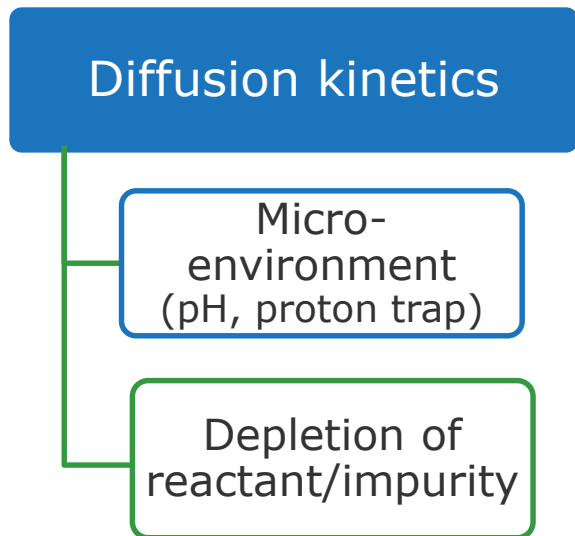 Diffusion kinetics
Micro-
environment
(pH, proton trap)
Depletion of
reactant/impurity